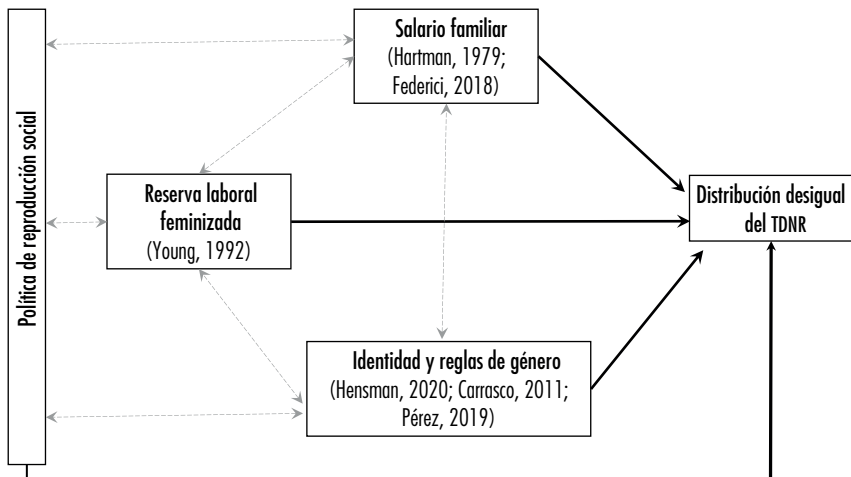 Política de reproducción social
Salario familiar
(Hartman, 1979;
Federici, 2018)
Reserva laboral
feminizada
(Young, 1992)
Distribución desigual
del TDNR
Identidad y reglas de género
(Hensman, 2020; Carrasco, 2011;
Pérez, 2019)